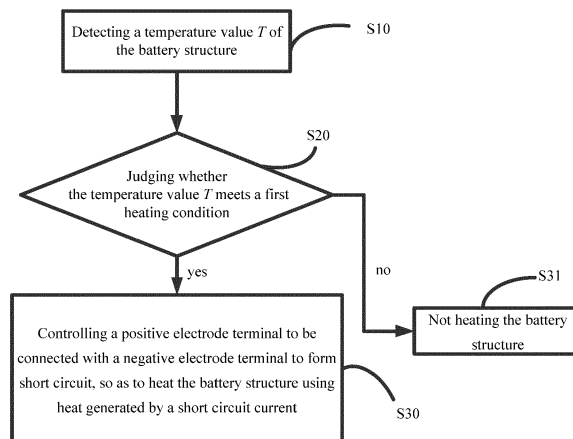 Detecting a temperature value T of
the battery structure
S10
S20
Judging whether
the temperature value T meets a first
heating condition
yes
no
S31
Not heating the battery
structure
Controlling a positive electrode terminal to be
connected with a negative electrode terminal to form
short circuit, so as to heat the battery structure using
heat generated by a short circuit current
S30